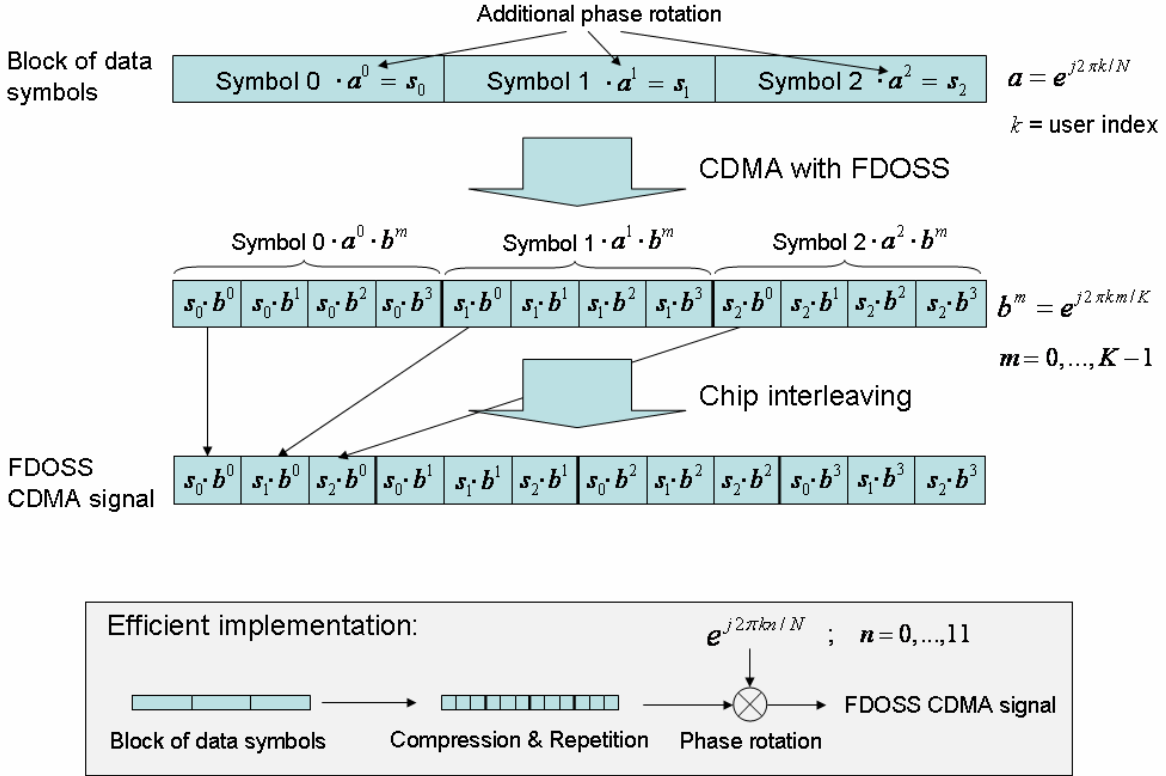 Additional phase rotation
Block of data
symbols
Symbol 0 · a^0 = s_0
Symbol 1 · a^1 = s_1
Symbol 2 · a^2 = s_2
a = e^{j2πk/N}
k = user index
CDMA with FDOSS
Symbol 0 · a^0 · b^m
Symbol 1 · a^1 · b^m
Symbol 2 · a^2 · b^m
s_0·b^0 s_0·b^1 s_0·b^2 s_0·b^3 s_1·b^0 s_1·b^1 s_1·b^2 s_1·b^3 s_2·b^0 s_2·b^1 s_2·b^2 s_2·b^3
b^m = e^{j2πkm/K}
m = 0,..., K − 1
Chip interleaving
FDOSS
CDMA signal
s_0·b^0 s_1·b^0 s_2·b^0 s_0·b^1 s_1·b^1 s_2·b^1 s_0·b^2 s_1·b^2 s_2·b^2 s_0·b^3 s_1·b^3 s_2·b^3
Efficient implementation:
e^{j2πkn/N} ; n = 0,...,11
FDOSS CDMA signal
Block of data symbols
Compression & Repetition
Phase rotation